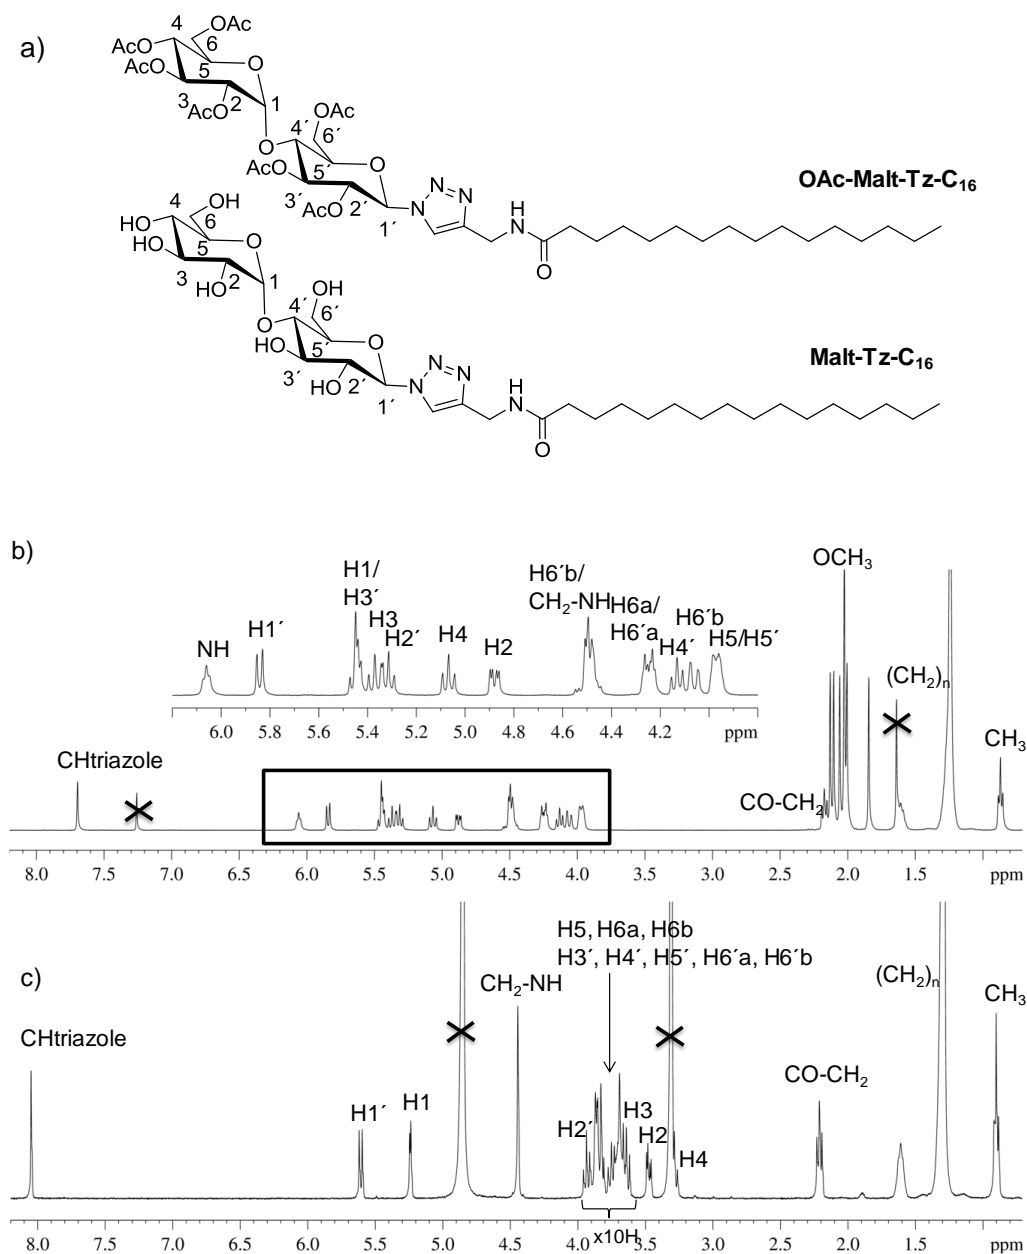 a)
4
OAc
AcO
6
AcO
5
O
3
AcO
2
1
OAc
4´
6´
O
AcO
5´
O
3´
AcO
2´
1´
N
N
N
H
N
O
OAc-Malt-Tz-C16
4
OH
HO
6
HO
5
O
3
HO
2
1
OH
4´
6´
O
HO
5´
O
3´
HO
2´
1´
N
N
N
H
N
O
Malt-Tz-C16
b)
NH
H1´
H1/
H3´
H3
H2´
H4
H2
H6´b/
CH2-NH
H6a/
H6´a
H6´b
H4´
H5/H5´
6.0 5.8 5.6 5.4 5.2 5.0 4.8 4.6 4.4 4.2 ppm
OCH3
(CH2)n
CH3
CHtriazole
CO-CH2
8.0 7.5 7.0 6.5 6.0 5.5 5.0 4.5 4.0 3.5 3.0 2.5 2.0 1.5 ppm
c)
H5, H6a, H6b
H3´, H4´, H5´, H6´a, H6´b
CH2-NH
(CH2)n
CH3
CHtriazole
CO-CH2
H1´
H1
H2´
H3
H2
H4
x10H
8.0 7.5 7.0 6.5 6.0 5.5 5.0 4.5 4.0 3.5 3.0 2.5 2.0 1.5 ppm